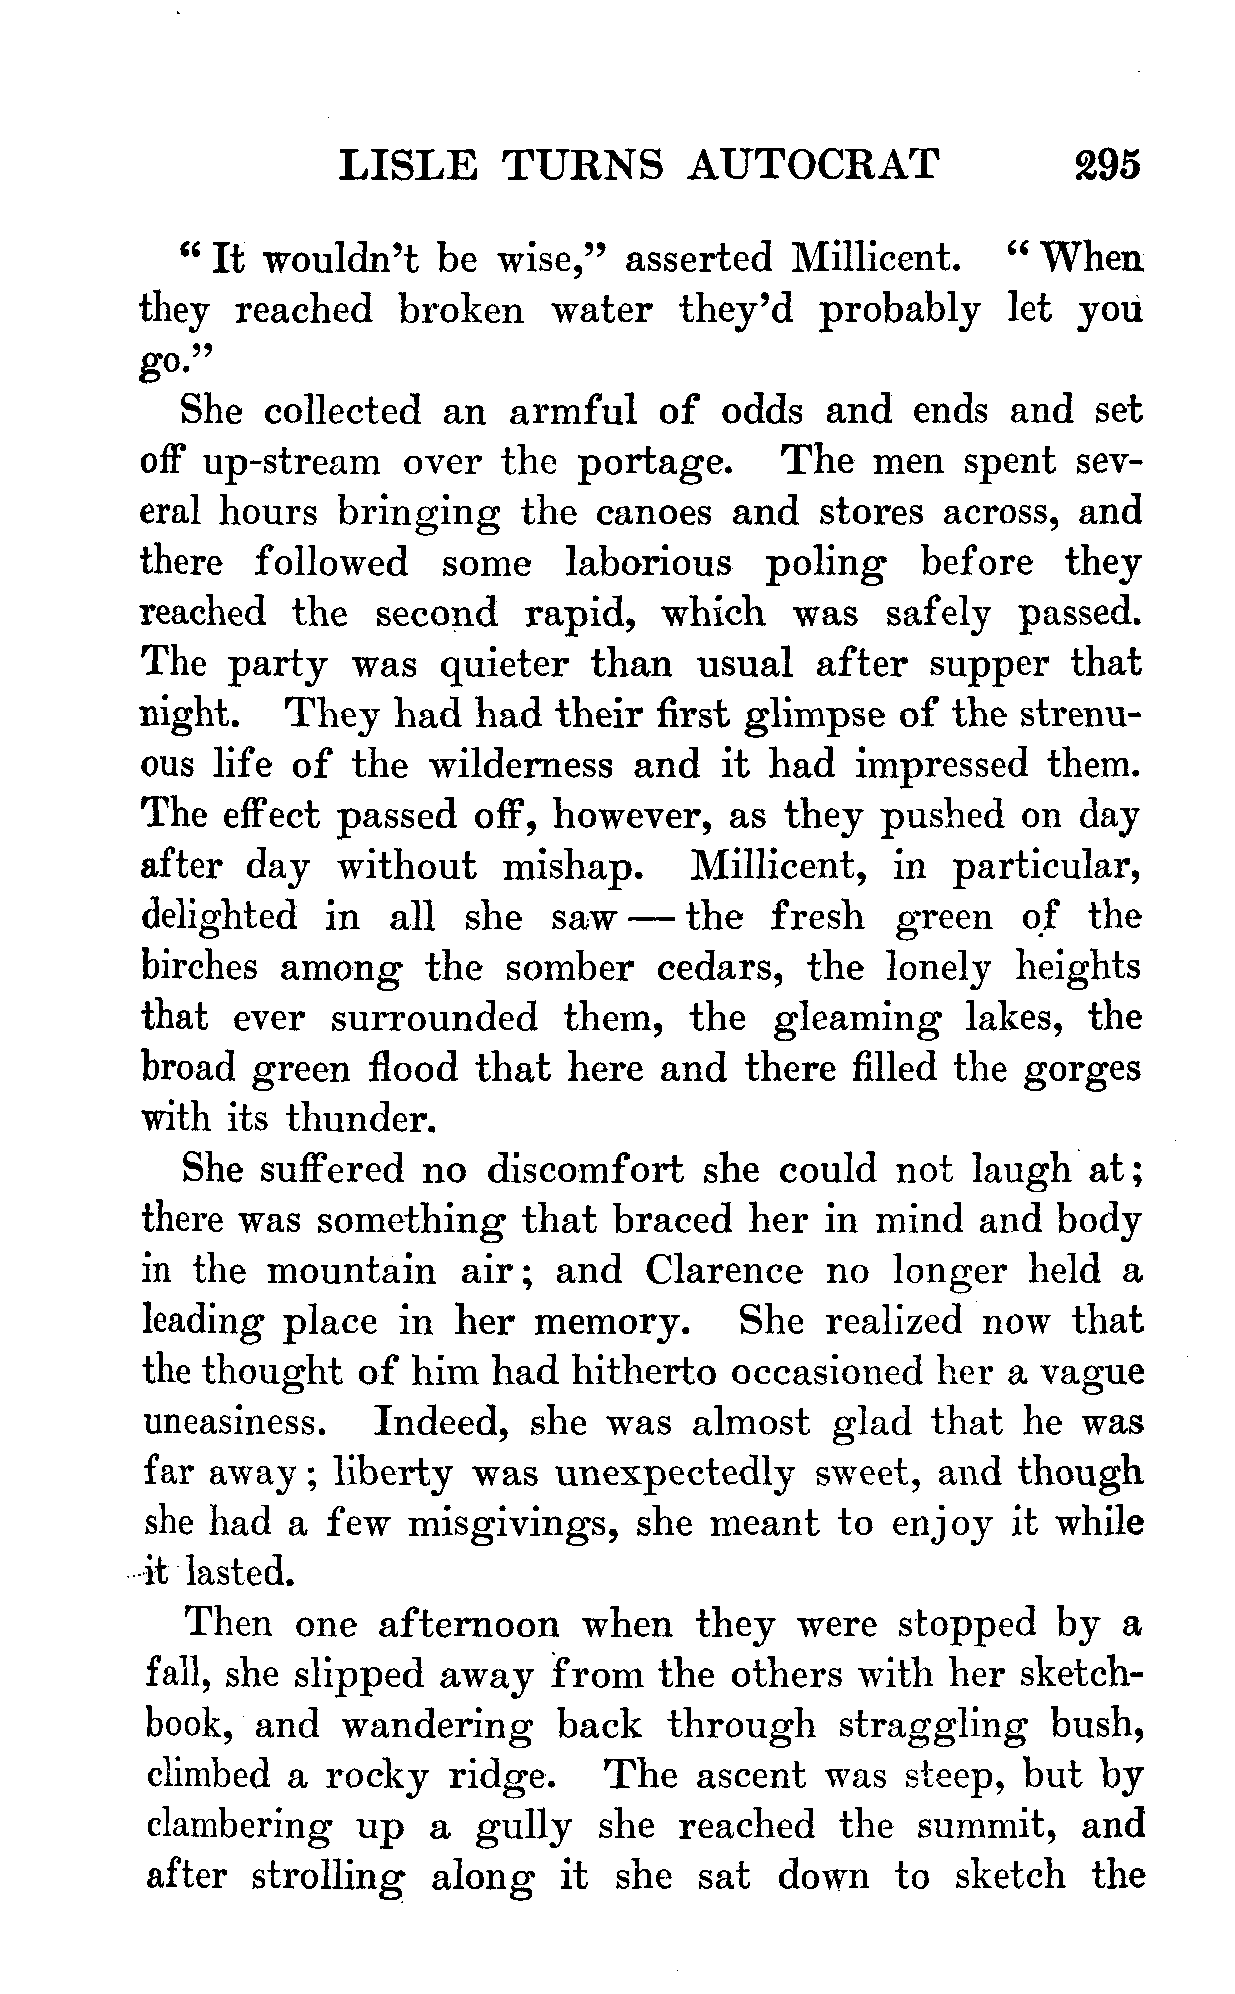 LISLE TURNS AUTOCRAT 295
“ It wouldn’t be wise,” asserted Millicent. “ When
they reached broken water they’d probably let you
go.”
She collected an armful of odds and ends and set
off up-stream over the portage. The men spent sev-
eral hours bringing the canoes and stores across, and
there followed some laborious poling before they
reached the second rapid, which was safely passed.
The party was quieter than usual after supper that
night. They had had their first glimpse of the strenu-
ous life of the wilderness and it had impressed them.
The effect passed off, however, as they pushed on day
after day without mishap. Millicent, in particular,
delighted in all she saw — the fresh green of the
birches among the somber cedars, the lonely heights
that ever surrounded them, the gleaming lakes, the
broad green flood that here and there filled the gorges
with its thunder.
She suffered no discomfort she could not laugh at;
there was something that braced her in mind and body
in the mountain air; and Clarence no longer held a
leading place in her memory. She realized now that
the thought of him had hitherto occasioned her a vague
uneasiness. Indeed, she was almost glad that he was
far away; liberty was unexpectedly sweet, and though
she had a few misgivings, she meant to enjoy it while
it lasted.
Then one afternoon when they were stopped by a
fall, she slipped away from the others with her sketch-
book, and wandering back through straggling bush,
climbed a rocky ridge. The ascent was steep, but by
clambering up a gully she reached the summit, and
after strolling along it she sat down to sketch the